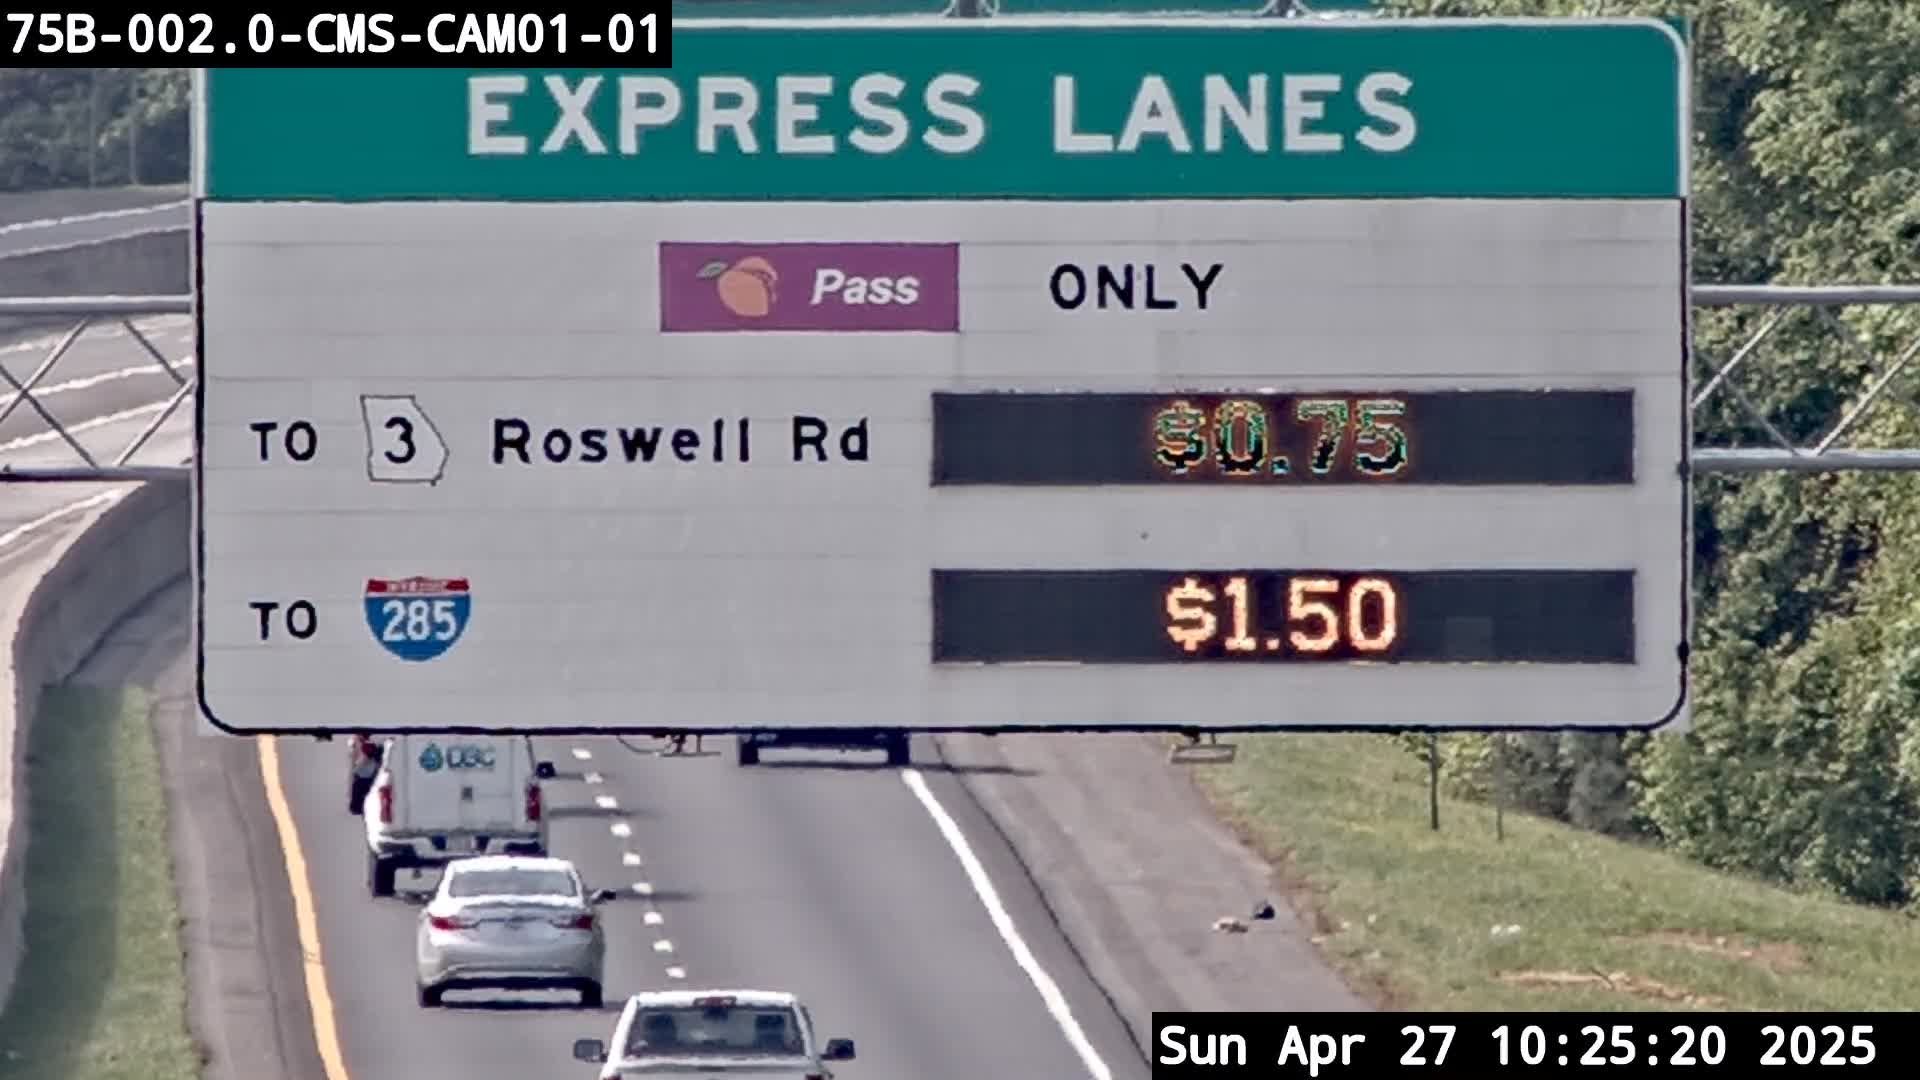 75B-002.0-CMS-CAM01-01
EXPRESS LANES
Pass ONLY
TO 3 Roswell Rd $0.75
TO 285 $1.50
DBC
Sun Apr 27 10:25:20 2025